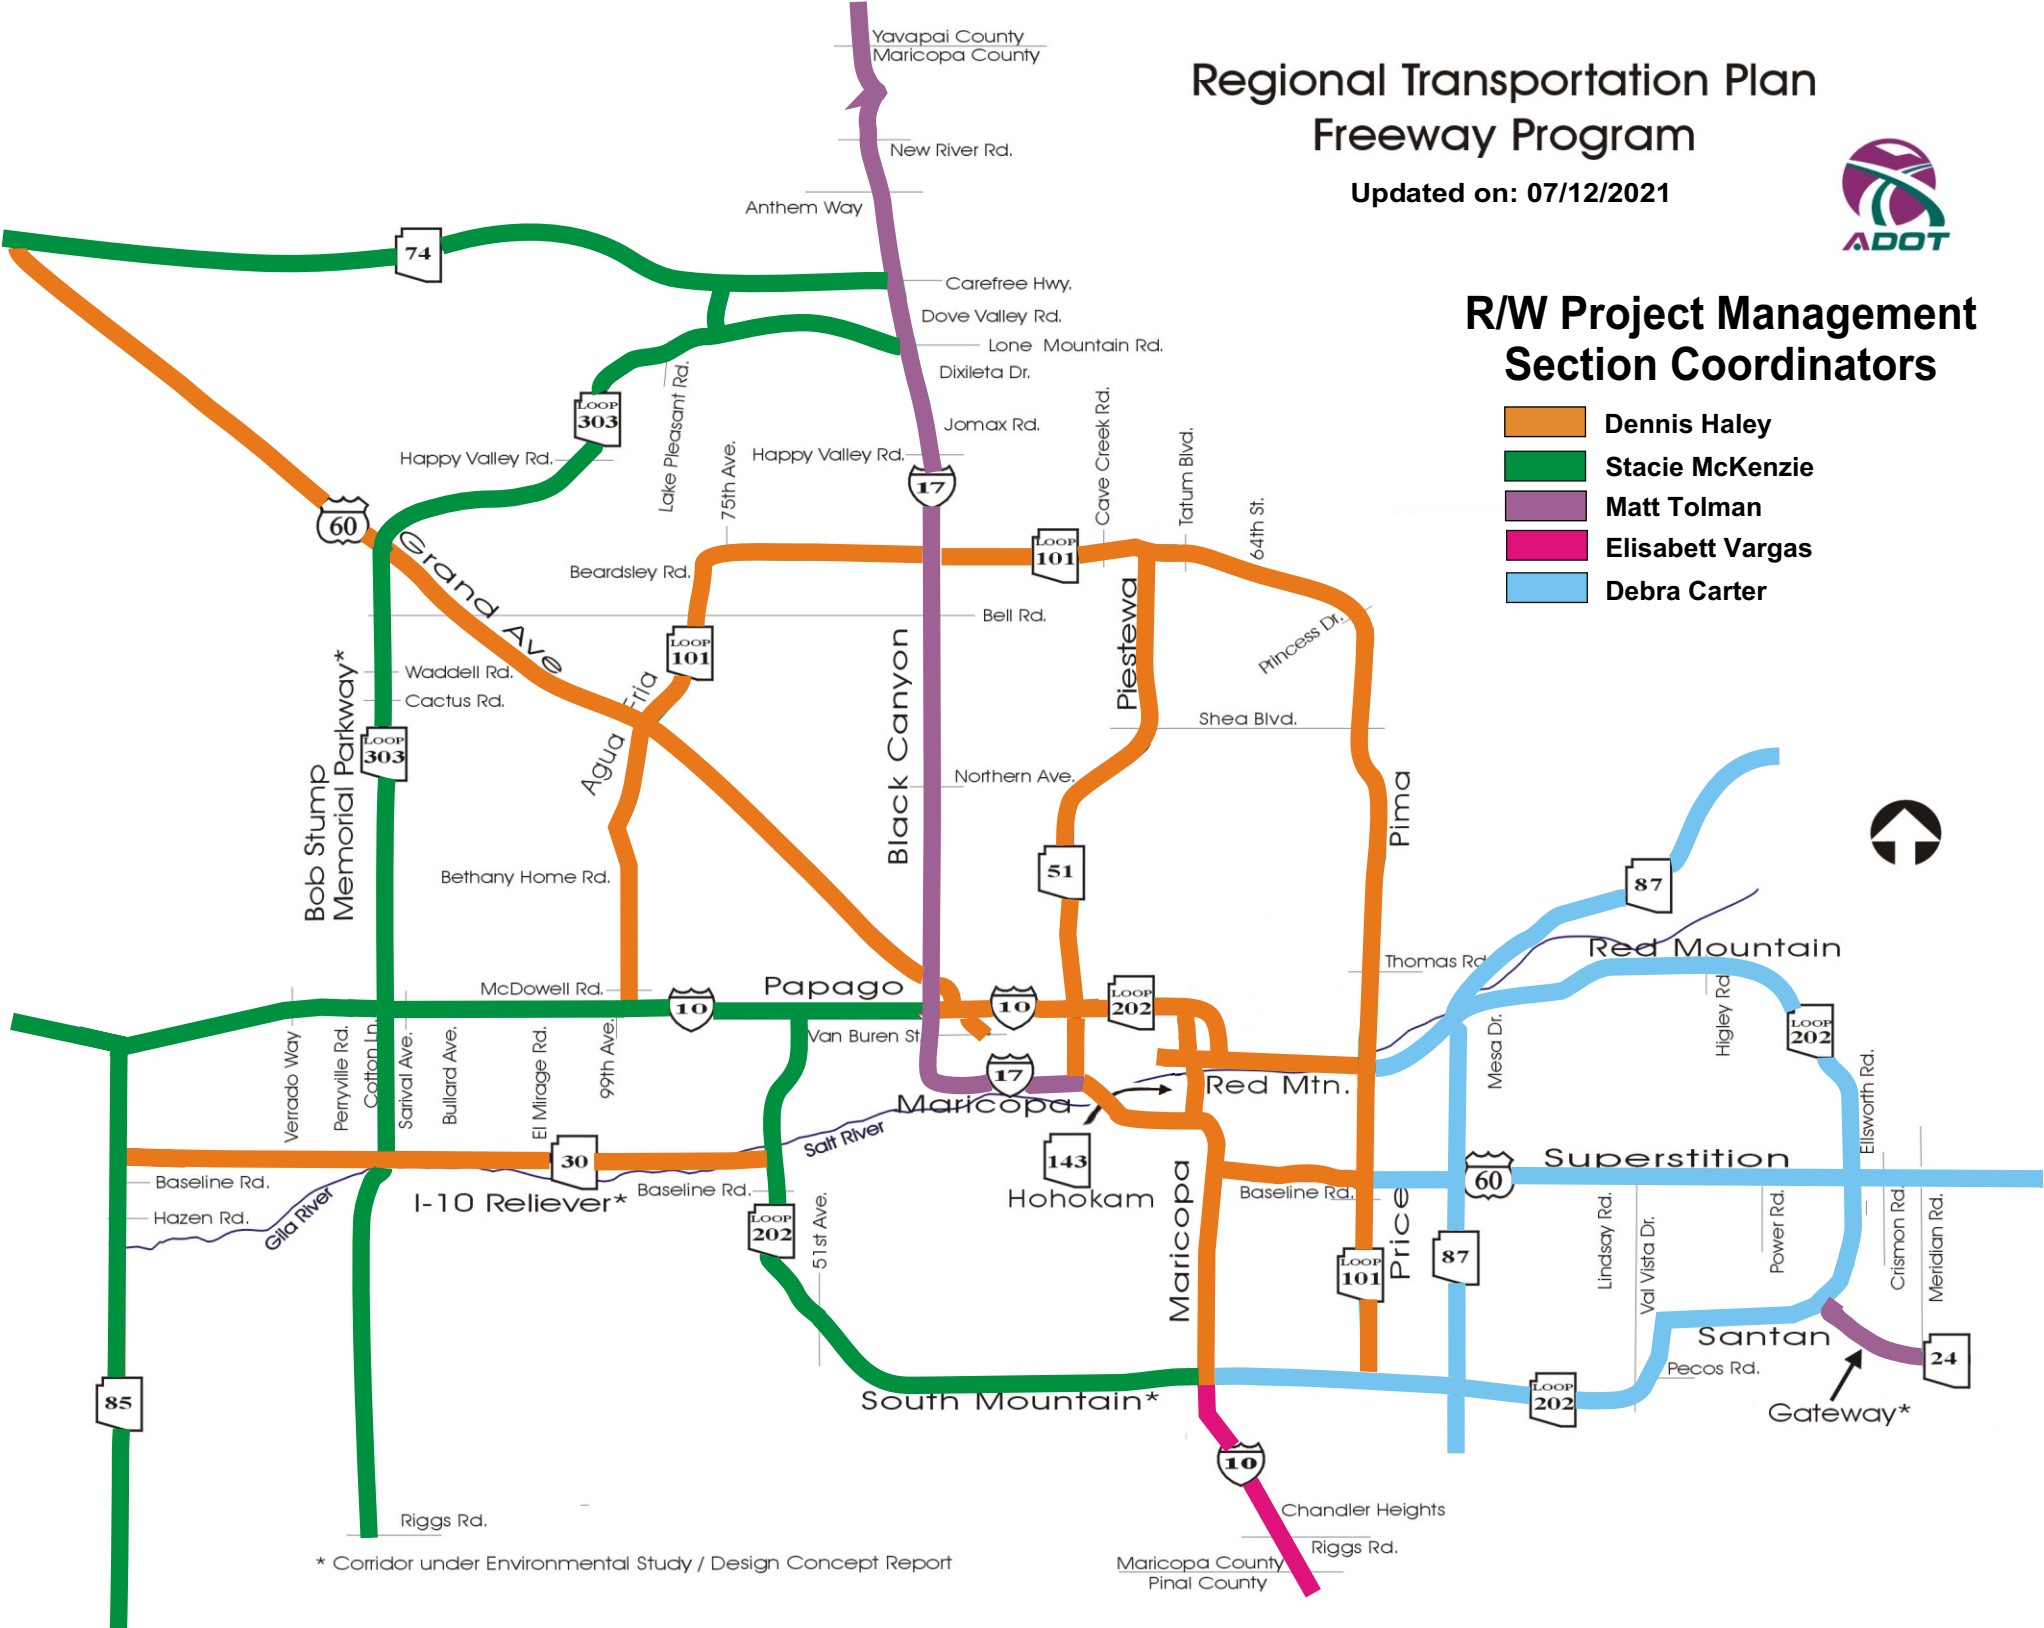 Yavapai County
Maricopa County
Regional Transportation Plan
Freeway Program
Updated on: 07/12/2021
ADOT
New River Rd.
Anthem Way
74
Carefree Hwy.
Dove Valley Rd.
Lone Mountain Rd.
Dixileta Dr.
R/W Project Management
Section Coordinators
Dennis Haley
Stacie McKenzie
Matt Tolman
Elisabett Vargas
Debra Carter
Lake Pleasant Rd.
LOOP
303
Jomax Rd.
Happy Valley Rd.
Happy Valley Rd.
75th Ave.
17
Cave Creek Rd.
Tatum Blvd.
64th St.
60
Grand Ave
LOOP
101
Beardsley Rd.
Bell Rd.
Piestewa
Princess Dr.
LOOP
101
Waddell Rd.
Cactus Rd.
Agua Fria
Black Canyon
Shea Blvd.
Bob Stump
Memorial Parkway*
LOOP
303
Northern Ave.
Pima
51
Bethany Home Rd.
87
Red Mountain
Thomas Rd
McDowell Rd.
10
Papago
10
LOOP
202
Higley Rd
LOOP
202
Van Buren St
Verrado Way
Perryville Rd.
Cotton Ln.
Sarival Ave.
Bullard Ave.
El Mirage Rd.
99th Ave.
17
Maricopa
Red Mtn.
Mesa Dr.
Ellsworth Rd.
Salt River
143
Hohokam
30
I-10 Reliever*
Baseline Rd.
Baseline Rd.
Hazen Rd.
Gila River
LOOP
202
51st Ave.
Maricopa
Baseline Rd.
Price
60
Superstition
87
LOOP
101
Lindsay Rd.
Val Vista Dr.
Power Rd.
Crismon Rd.
Meridian Rd.
Santan
24
Pecos Rd.
Gateway*
85
South Mountain*
LOOP
202
10
Chandler Heights
Riggs Rd.
Riggs Rd.
* Corridor under Environmental Study / Design Concept Report
Maricopa County
Pinal County